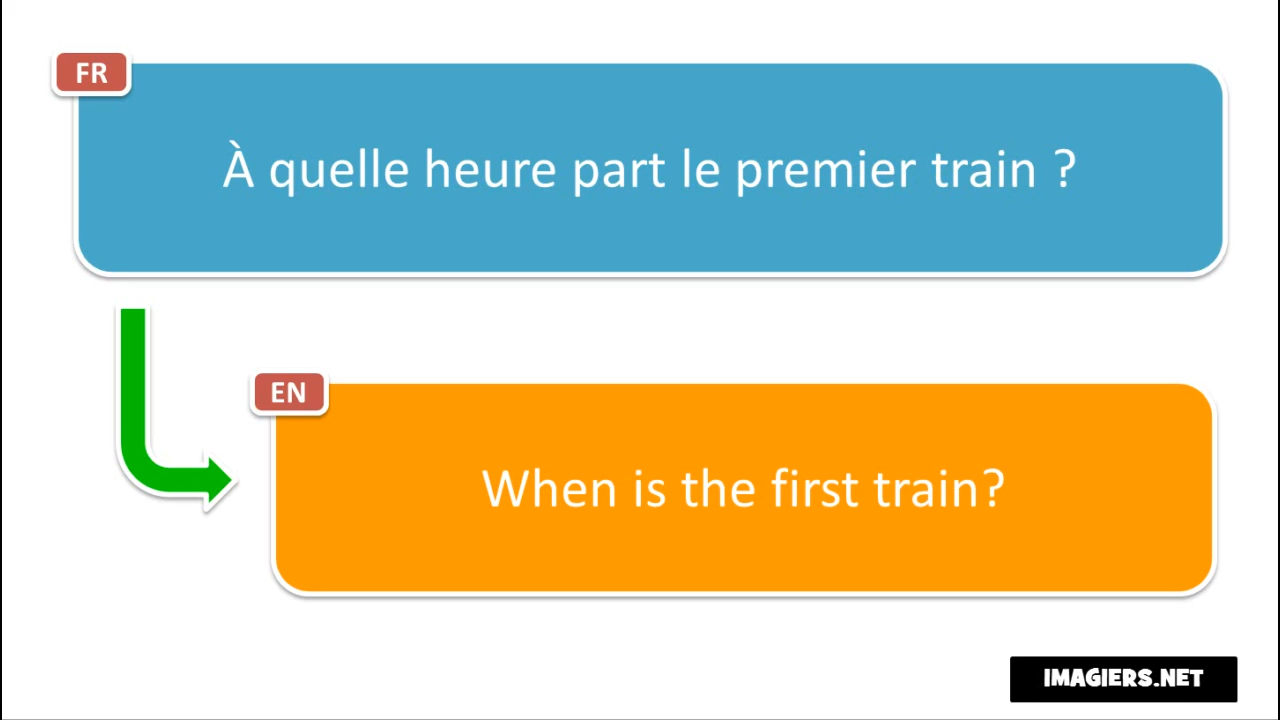 FR
À quelle heure part le premier train ?
EN
When is the first train?
IMAGIERS.NET